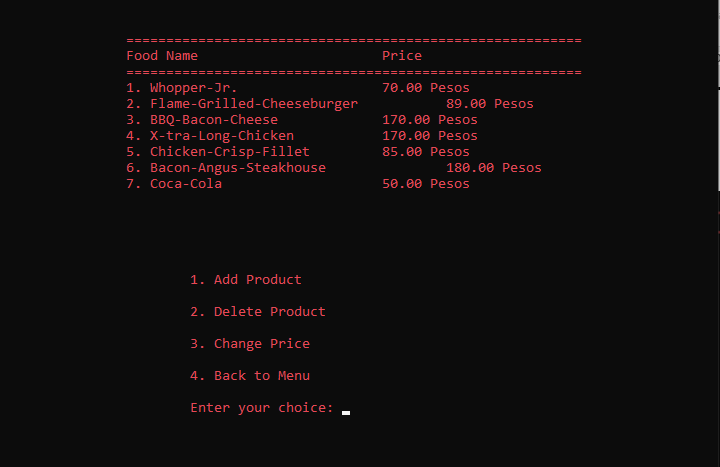 =========================================================
Food Name Price
=========================================================
1. Whopper-Jr. 70.00 Pesos
2. Flame-Grilled-Cheeseburger 89.00 Pesos
3. BBQ-Bacon-Cheese 170.00 Pesos
4. X-tra-Long-Chicken 170.00 Pesos
5. Chicken-Crisp-Fillet 85.00 Pesos
6. Bacon-Angus-Steakhouse 180.00 Pesos
7. Coca-Cola 50.00 Pesos
1. Add Product
2. Delete Product
3. Change Price
4. Back to Menu
Enter your choice: